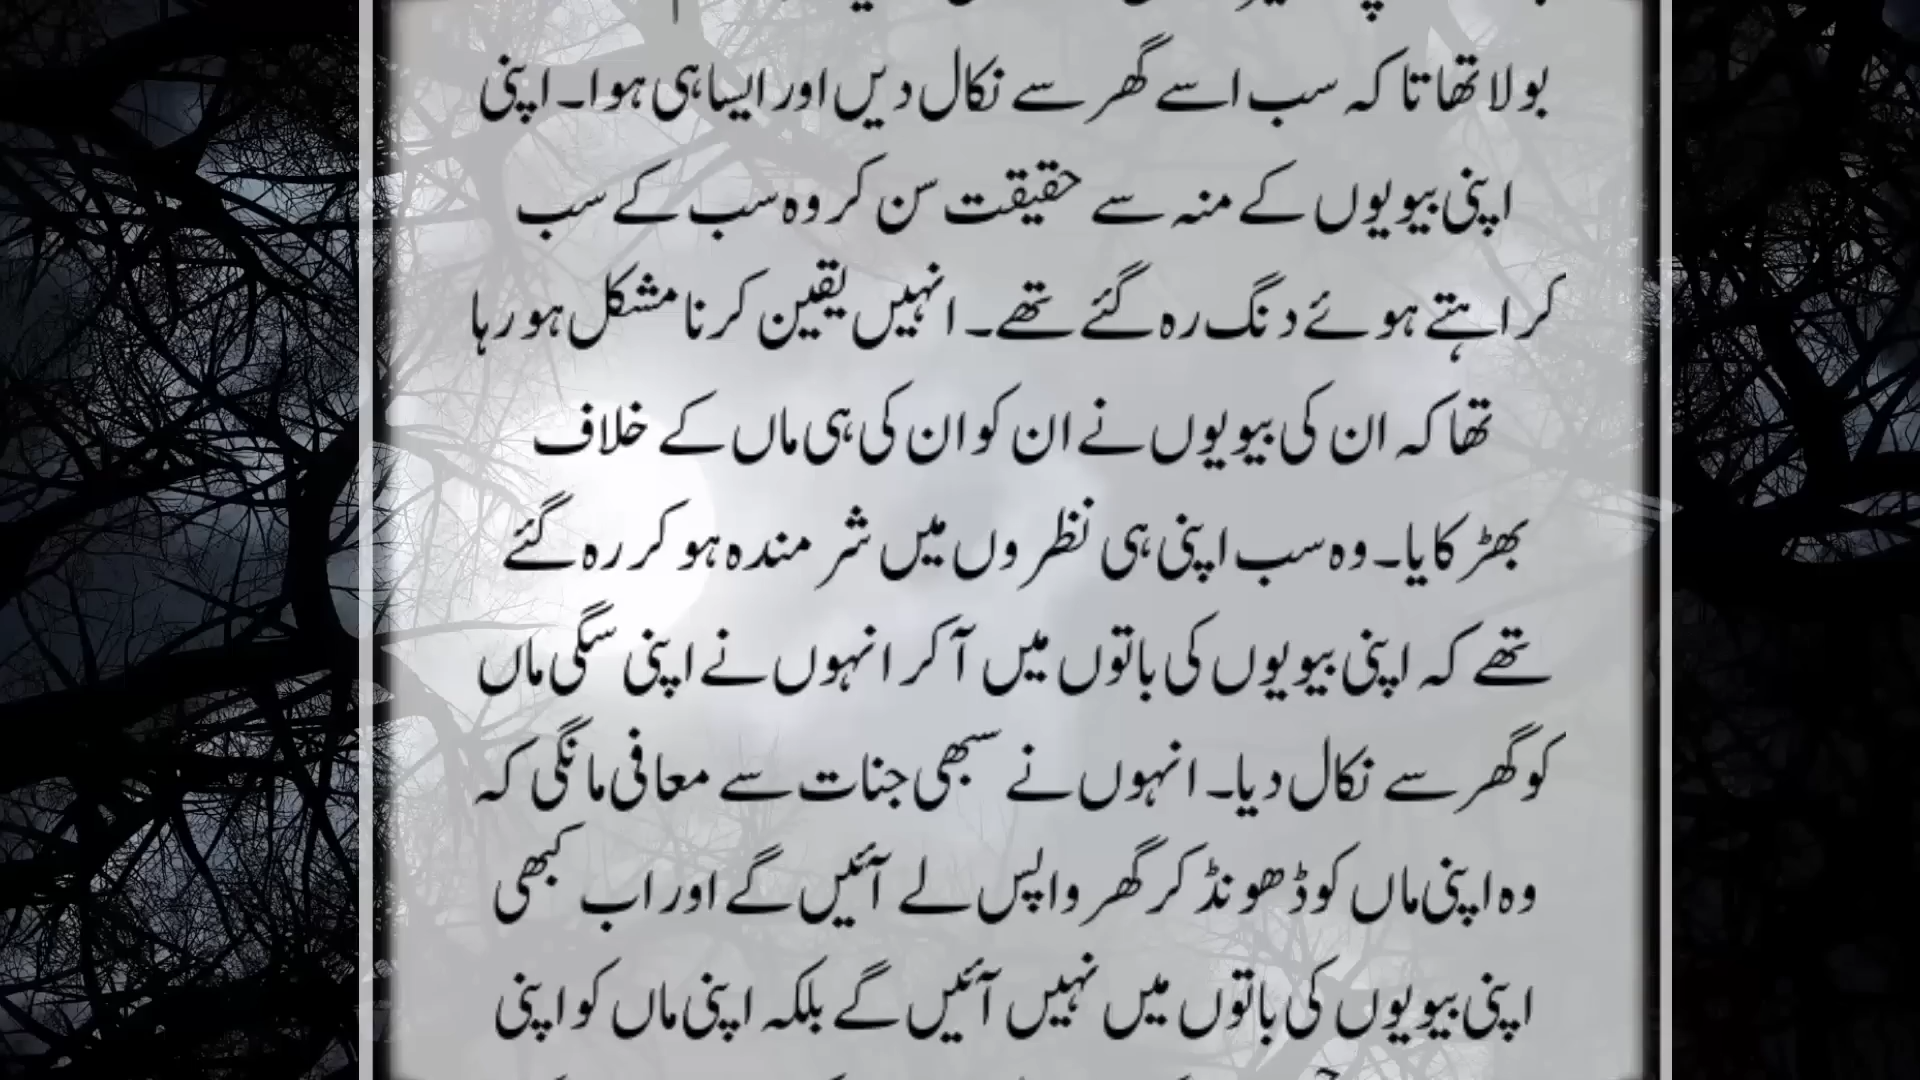 بولا تھا تاکہ سب اسے گھر سے نکال دیں اور ایسا ہی ہوا۔ اپنی
اپنی بیویوں کے منہ سے حقیقت سن کر وہ سب کے سب
کراہتے ہوئے دنگ رہ گئے تھے۔ انہیں یقین کرنا مشکل ہو رہا
تھا کہ ان کی بیویوں نے ان کو ان کی ہی ماں کے خلاف
بھڑکایا۔ وہ سب اپنی ہی نظروں میں شرمندہ ہو کر رہ گئے
تھے کہ اپنی بیویوں کی باتوں میں آ کر انہوں نے اپنی سگی ماں
کو گھر سے نکال دیا۔ انہوں نے سبھی جنات سے معافی مانگی کہ
وہ اپنی ماں کو ڈھونڈ کر گھر واپس لے آئیں گے اور اب کبھی
اپنی بیویوں کی باتوں میں نہیں آئیں گے بلکہ اپنی ماں کو اپنی